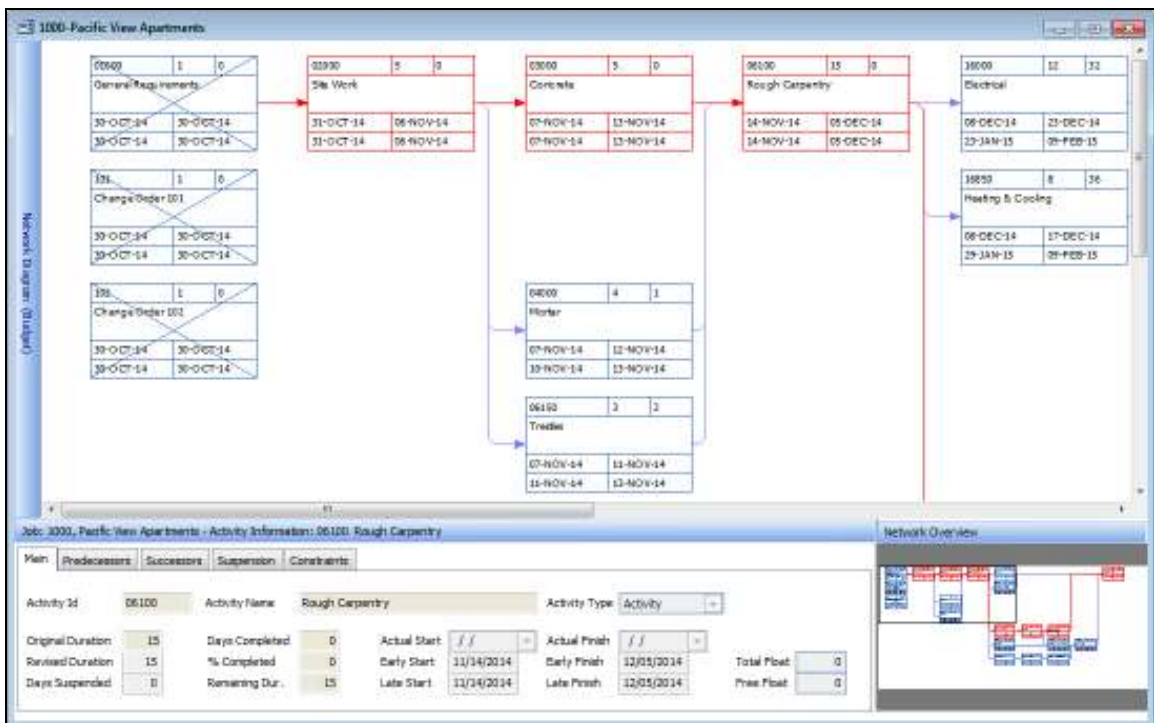 1000-Pacific View Apartments
1 0
General Requirements
30-OCT-14 30-OCT-14
30-OCT-14 30-OCT-14
5 0
Site Work
31-OCT-14 06-NOV-14
31-OCT-14 06-NOV-14
03000 5 0
Concrete
07-NOV-14 13-NOV-14
07-NOV-14 13-NOV-14
06100 15 0
Rough Carpentry
14-NOV-14 05-DEC-14
14-NOV-14 05-DEC-14
16000 12 32
Electrical
08-DEC-14 23-DEC-14
23-JAN-15 09-FEB-15
1 0
Change Order 101
30-OCT-14 30-OCT-14
30-OCT-14 30-OCT-14
16850 8 36
Heating & Cooling
08-DEC-14 17-DEC-14
29-JAN-15 09-FEB-15
1 0
Change Order 102
30-OCT-14 30-OCT-14
30-OCT-14 30-OCT-14
04000 4 1
Mortar
07-NOV-14 12-NOV-14
10-NOV-14 13-NOV-14
06150 3 2
07-NOV-14 11-NOV-14
11-NOV-14 13-NOV-14
Network Diagram (Budget)
Job: 1000, Pacific View Apartments - Activity Information: 06100 Rough Carpentry
Network Overview
Main Predecessors Successors Suspension Constraints
Activity Id 06100 Activity Name Rough Carpentry Activity Type Activity
Original Duration 15 Days Completed 0 Actual Start / / Actual Finish / /
Revised Duration 15 % Completed 0 Early Start 11/14/2014 Early Finish 12/05/2014 Total Float 0
Days Suspended 0 Remaining Dur. 15 Late Start 11/14/2014 Late Finish 12/05/2014 Free Float 0